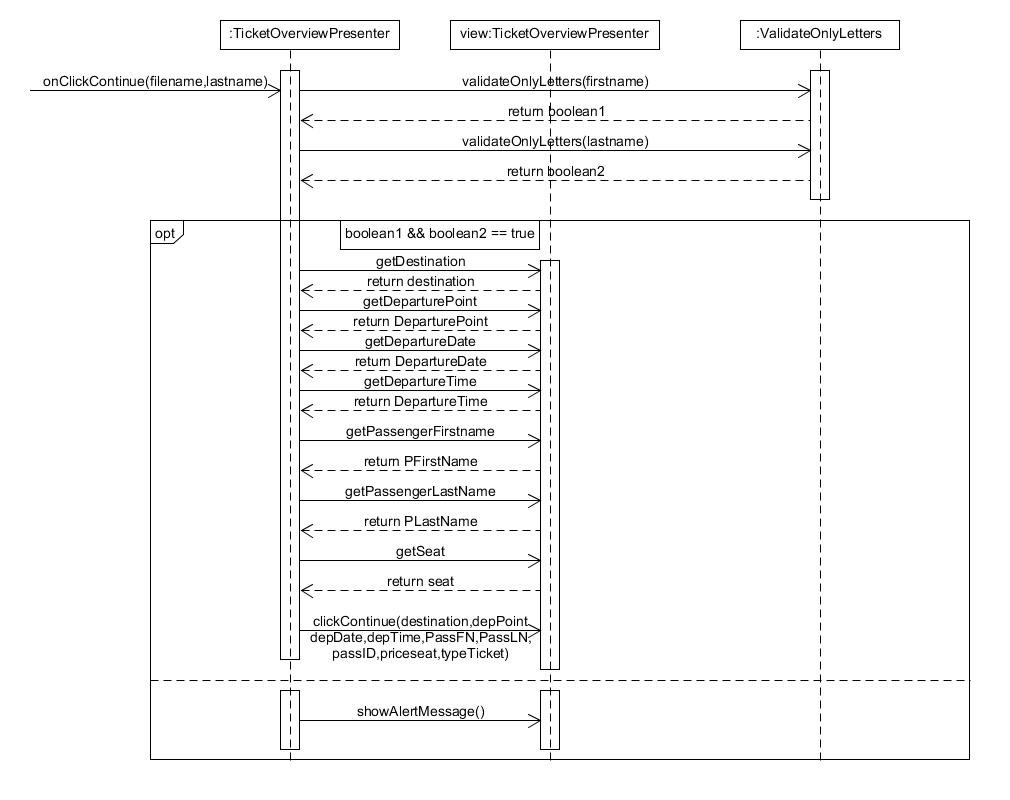 :TicketOverviewPresenter
view:TicketOverviewPresenter
:ValidateOnlyLetters
onClickContinue(filename,lastname)
validateOnlyLetters(firstname)
return boolean1
validateOnlyLetters(lastname)
return boolean2
opt
boolean1 && boolean2 == true
getDestination
return destination
getDeparturePoint
return DeparturePoint
getDepartureDate
return DepartureDate
getDepartureTime
return DepartureTime
getPassengerFirstname
return PFirstName
getPassengerLastName
return PLastName
getSeat
return seat
clickContinue(destination,depPoint
depDate,depTime,PassFN,PassLN,
passID,priceseat,typeTicket)
showAlertMessage()